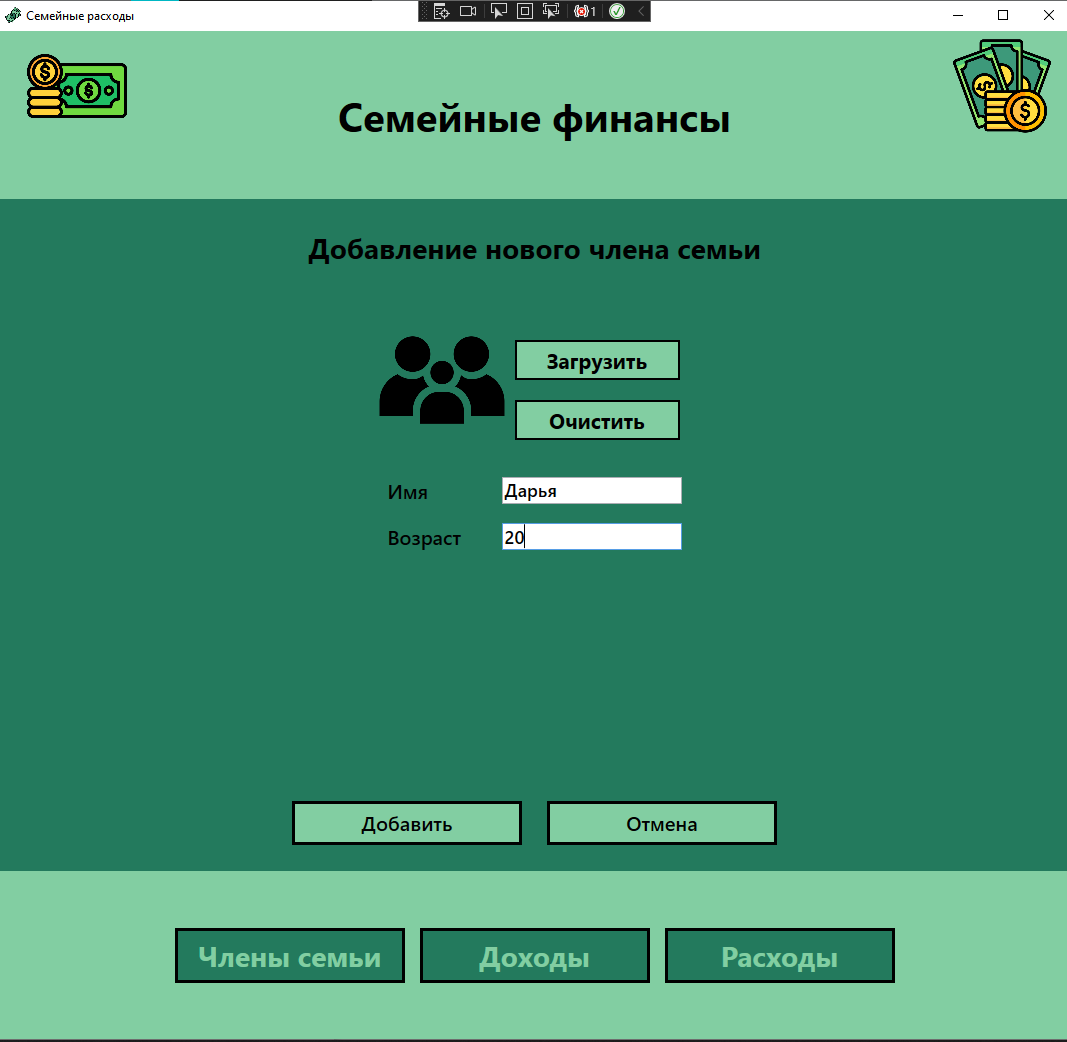 Семейные расходы
1
Семейные финансы
Добавление нового члена семьи
Загрузить
Очистить
Имя Дарья
Возраст 20
Добавить Отмена
Члены семьи Доходы Расходы